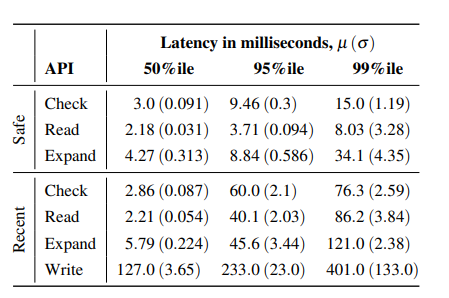 Latency in milliseconds, μ (σ)
API 50%ile 95%ile 99%ile
Safe
Check 3.0 (0.091) 9.46 (0.3) 15.0 (1.19)
Read 2.18 (0.031) 3.71 (0.094) 8.03 (3.28)
Expand 4.27 (0.313) 8.84 (0.586) 34.1 (4.35)
Recent
Check 2.86 (0.087) 60.0 (2.1) 76.3 (2.59)
Read 2.21 (0.054) 40.1 (2.03) 86.2 (3.84)
Expand 5.79 (0.224) 45.6 (3.44) 121.0 (2.38)
Write 127.0 (3.65) 233.0 (23.0) 401.0 (133.0)